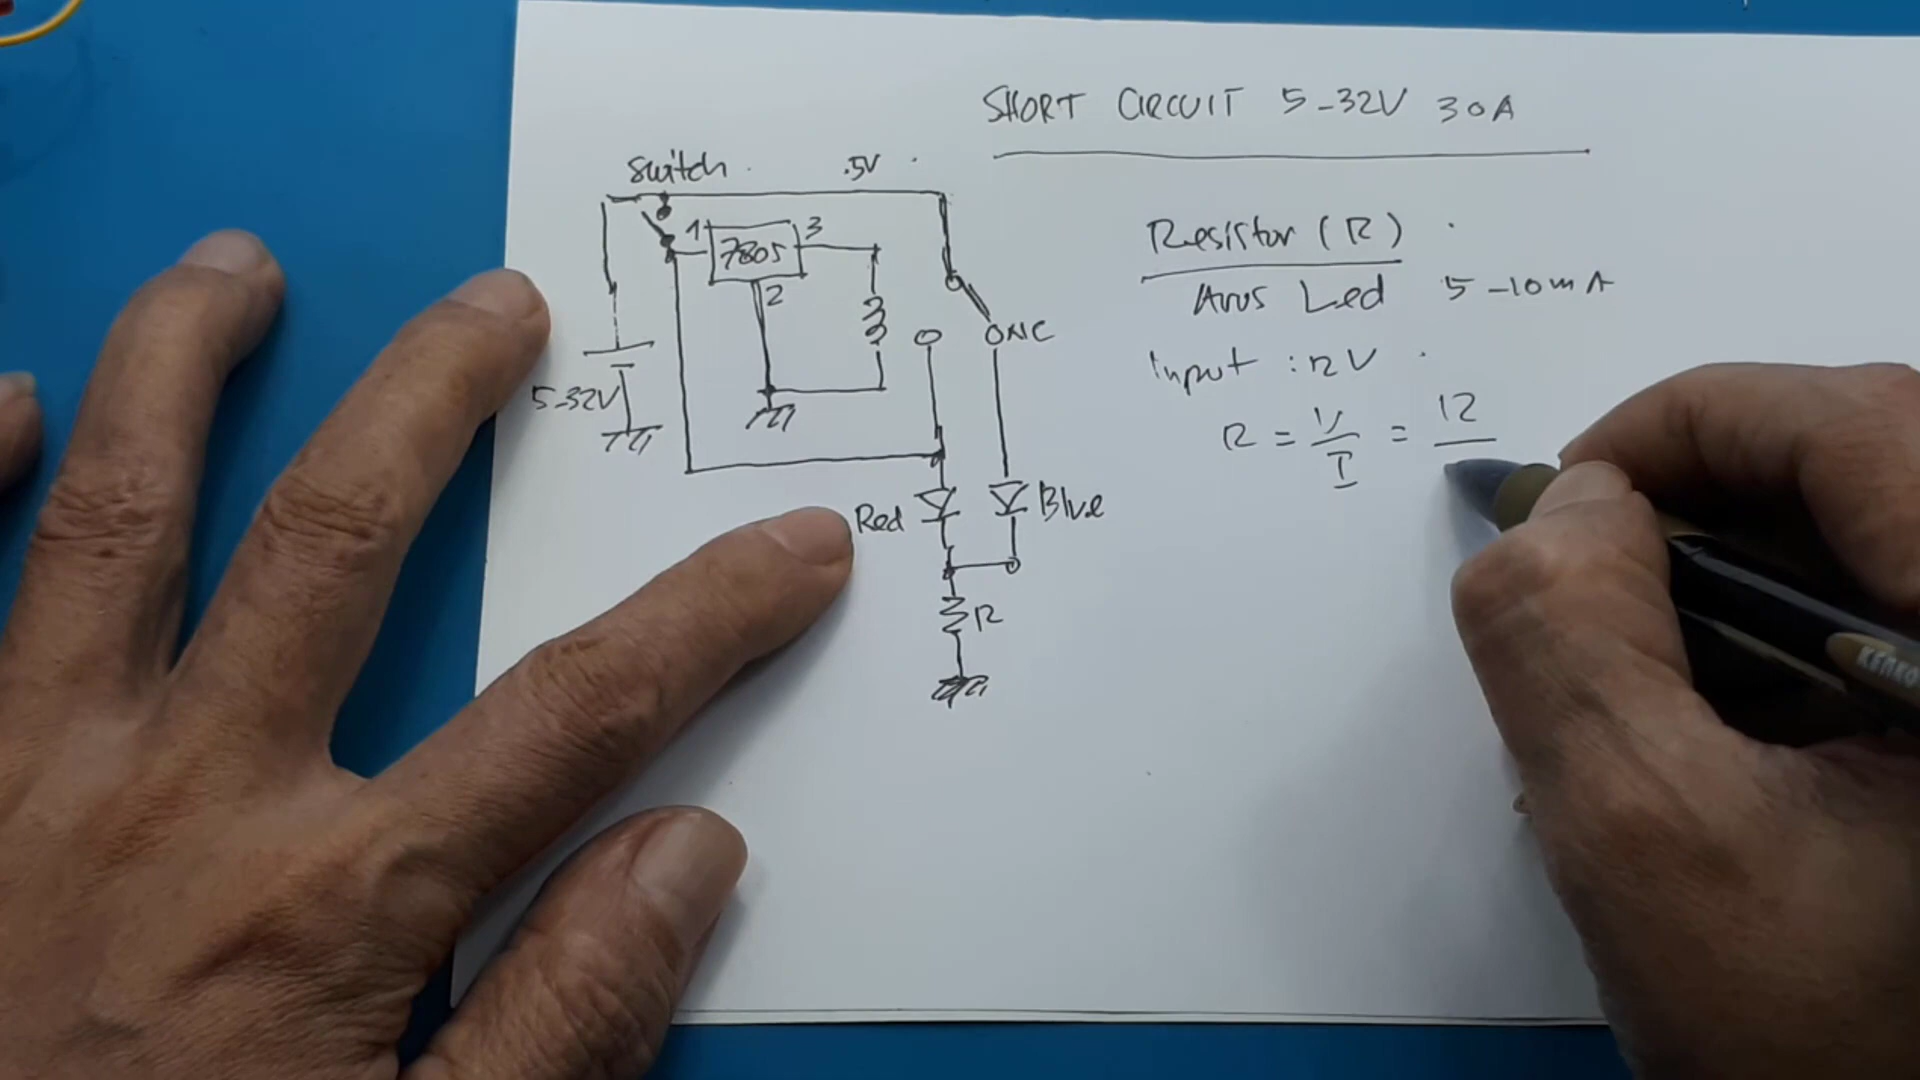 SHORT CIRCUIT 5-32V 30A
switch
.5V
1
7805
3
2
NC
5-32V
Red
Blue
R
Resistor (R)
Arus Led 5-10mA
input : 12V
R = V/I = 12